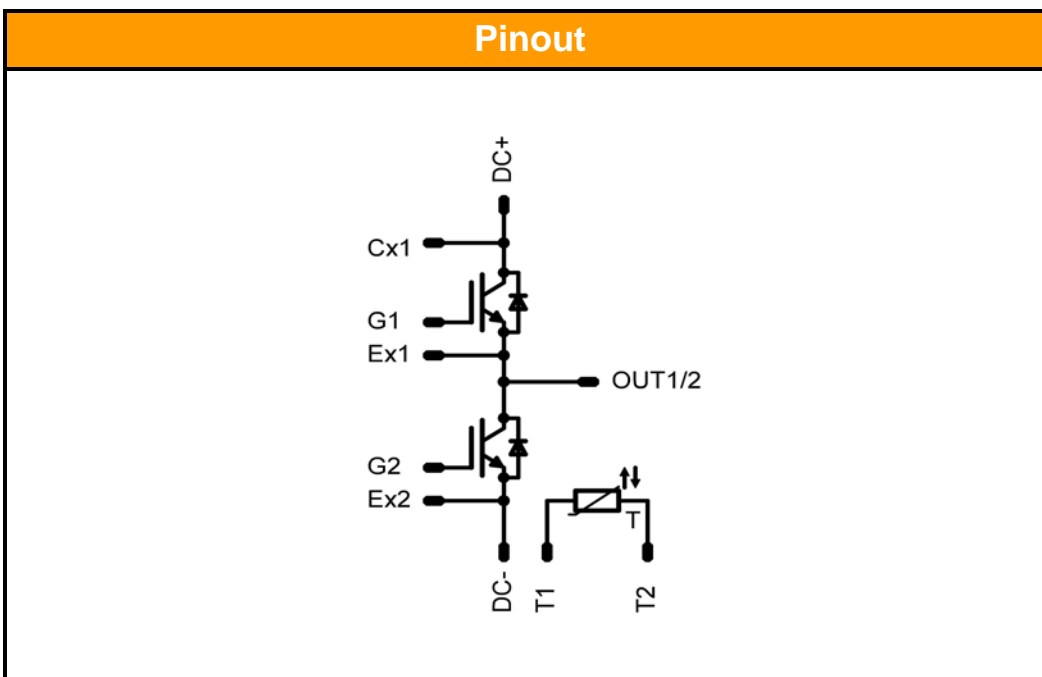 Pinout
DC+
Cx1
G1
Ex1
OUT1/2
G2
Ex2
T
DC-
T1
T2